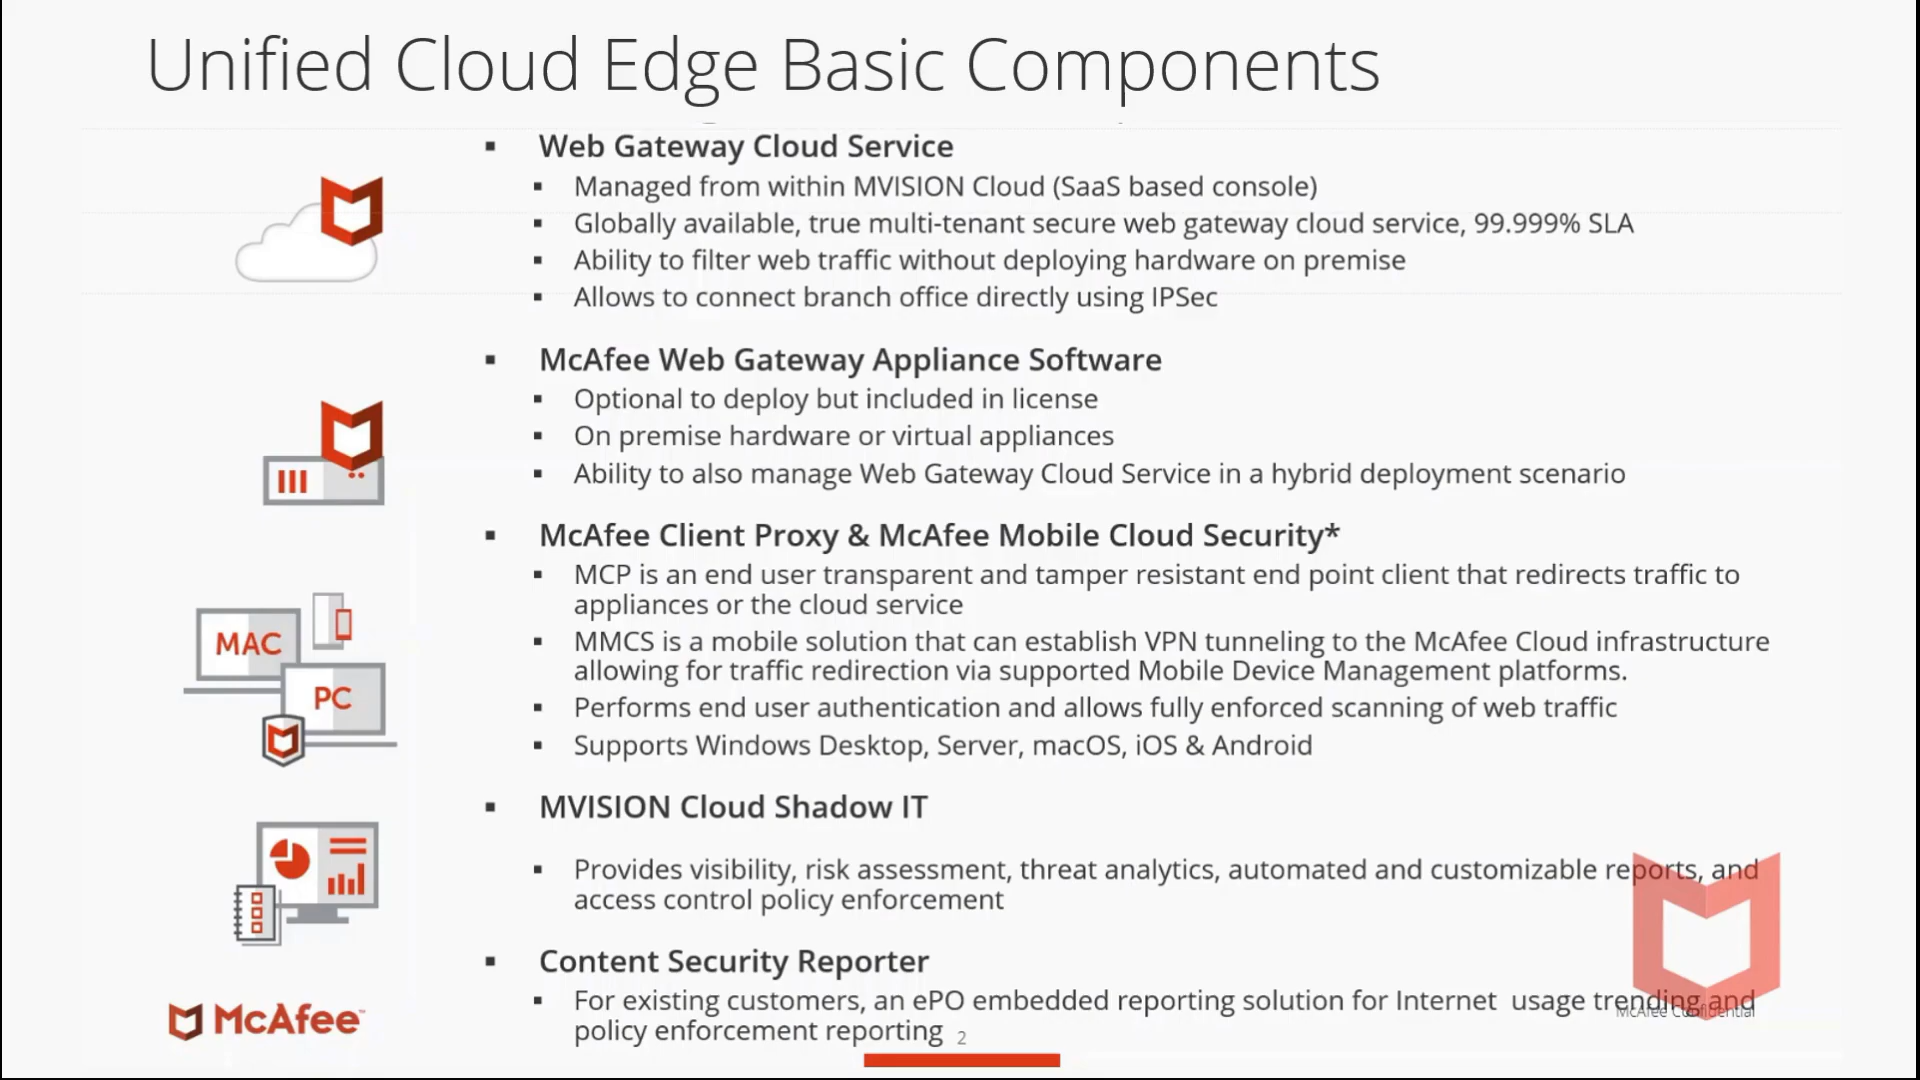 Unified Cloud Edge Basic Components
▪ Web Gateway Cloud Service
▪ Managed from within MVISION Cloud (SaaS based console)
▪ Globally available, true multi-tenant secure web gateway cloud service, 99.999% SLA
▪ Ability to filter web traffic without deploying hardware on premise
▪ Allows to connect branch office directly using IPSec
▪ McAfee Web Gateway Appliance Software
▪ Optional to deploy but included in license
▪ On premise hardware or virtual appliances
▪ Ability to also manage Web Gateway Cloud Service in a hybrid deployment scenario
▪ McAfee Client Proxy & McAfee Mobile Cloud Security*
▪ MCP is an end user transparent and tamper resistant end point client that redirects traffic to
appliances or the cloud service
▪ MMCS is a mobile solution that can establish VPN tunneling to the McAfee Cloud infrastructure
allowing for traffic redirection via supported Mobile Device Management platforms.
▪ Performs end user authentication and allows fully enforced scanning of web traffic
▪ Supports Windows Desktop, Server, macOS, iOS & Android
MAC
PC
▪ MVISION Cloud Shadow IT
▪ Provides visibility, risk assessment, threat analytics, automated and customizable reports, and
access control policy enforcement
▪ Content Security Reporter
▪ For existing customers, an ePO embedded reporting solution for Internet usage trending and
policy enforcement reporting
McAfee™
2
McAfee Confidential